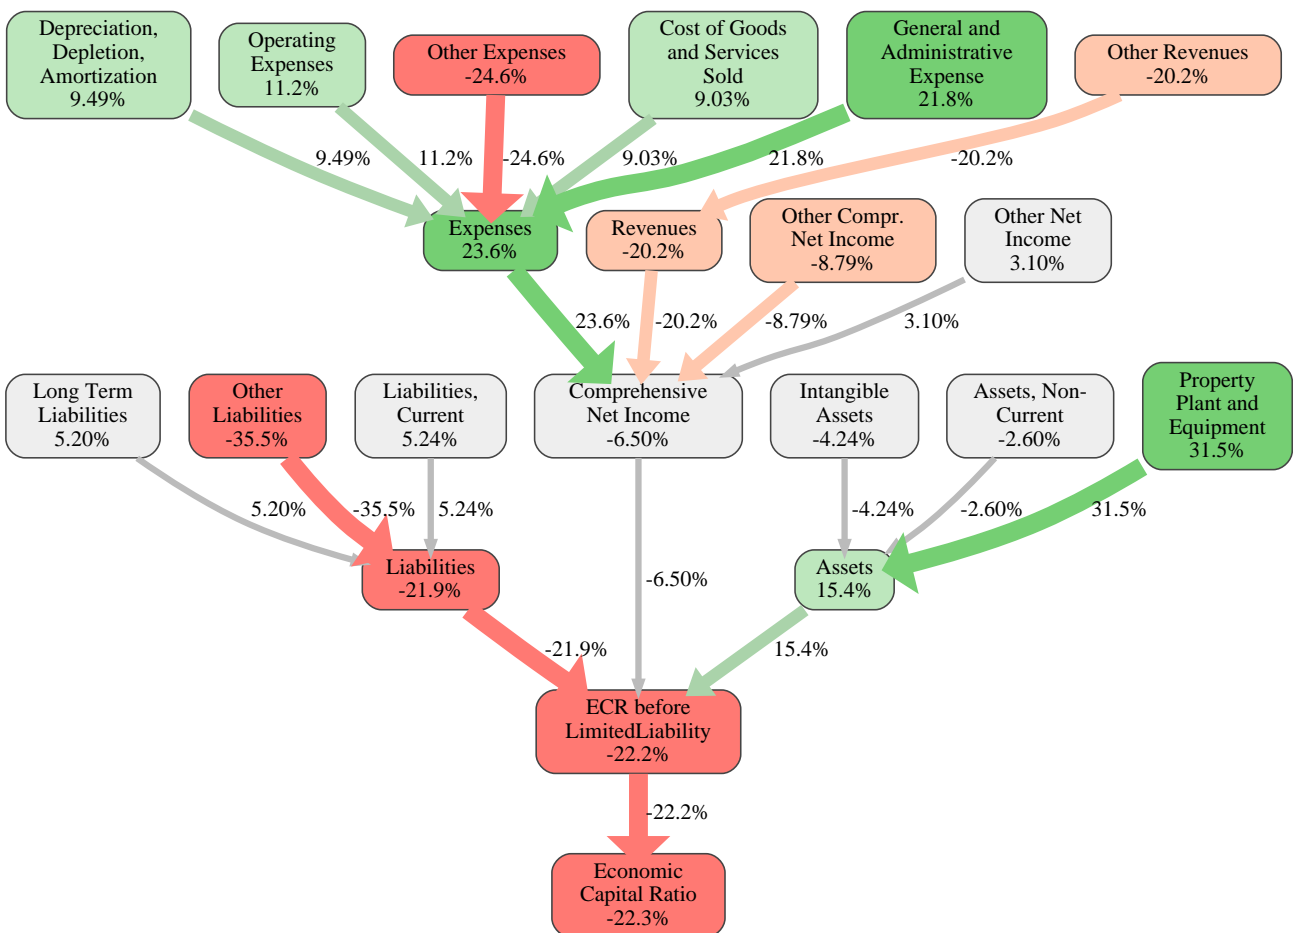 Depreciation,
Depletion,
Amortization
9.49%
Operating
Expenses
11.2%
Other Expenses
-24.6%
Cost of Goods
and Services
Sold
9.03%
General and
Administrative
Expense
21.8%
Other Revenues
-20.2%
9.49%
11.2%
-24.6%
9.03%
21.8%
-20.2%
Expenses
23.6%
Revenues
-20.2%
Other Compr.
Net Income
-8.79%
Other Net
Income
3.10%
23.6%
-20.2%
-8.79%
3.10%
Long Term
Liabilities
5.20%
Other
Liabilities
-35.5%
Liabilities,
Current
5.24%
Comprehensive
Net Income
-6.50%
Intangible
Assets
-4.24%
Assets, Non-
Current
-2.60%
Property
Plant and
Equipment
31.5%
5.20%
-35.5%
5.24%
-4.24%
-2.60%
31.5%
Liabilities
-21.9%
-6.50%
Assets
15.4%
-21.9%
15.4%
ECR before
LimitedLiability
-22.2%
-22.2%
Economic
Capital Ratio
-22.3%